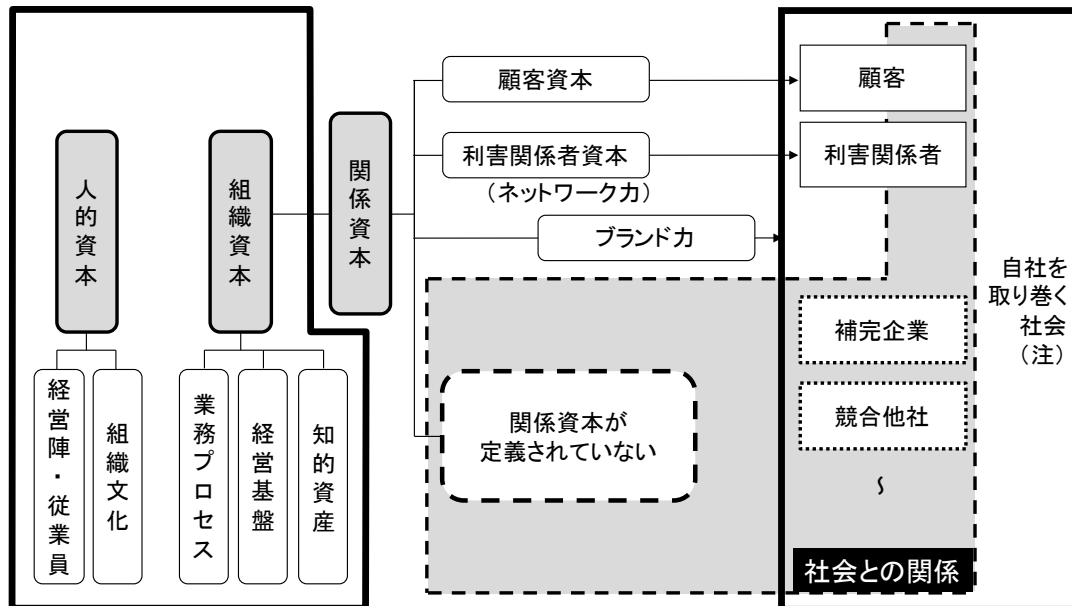 人的資本
経営陣・従業員
組織文化
組織資本
業務プロセス
経営基盤
知的資産
関係資本
顧客資本
利害関係者資本
（ネットワーク力）
ブランド力
関係資本が
定義されていない
顧客
利害関係者
補完企業
競合他社
〜
社会との関係
自社を
取り巻く
社会
（注）